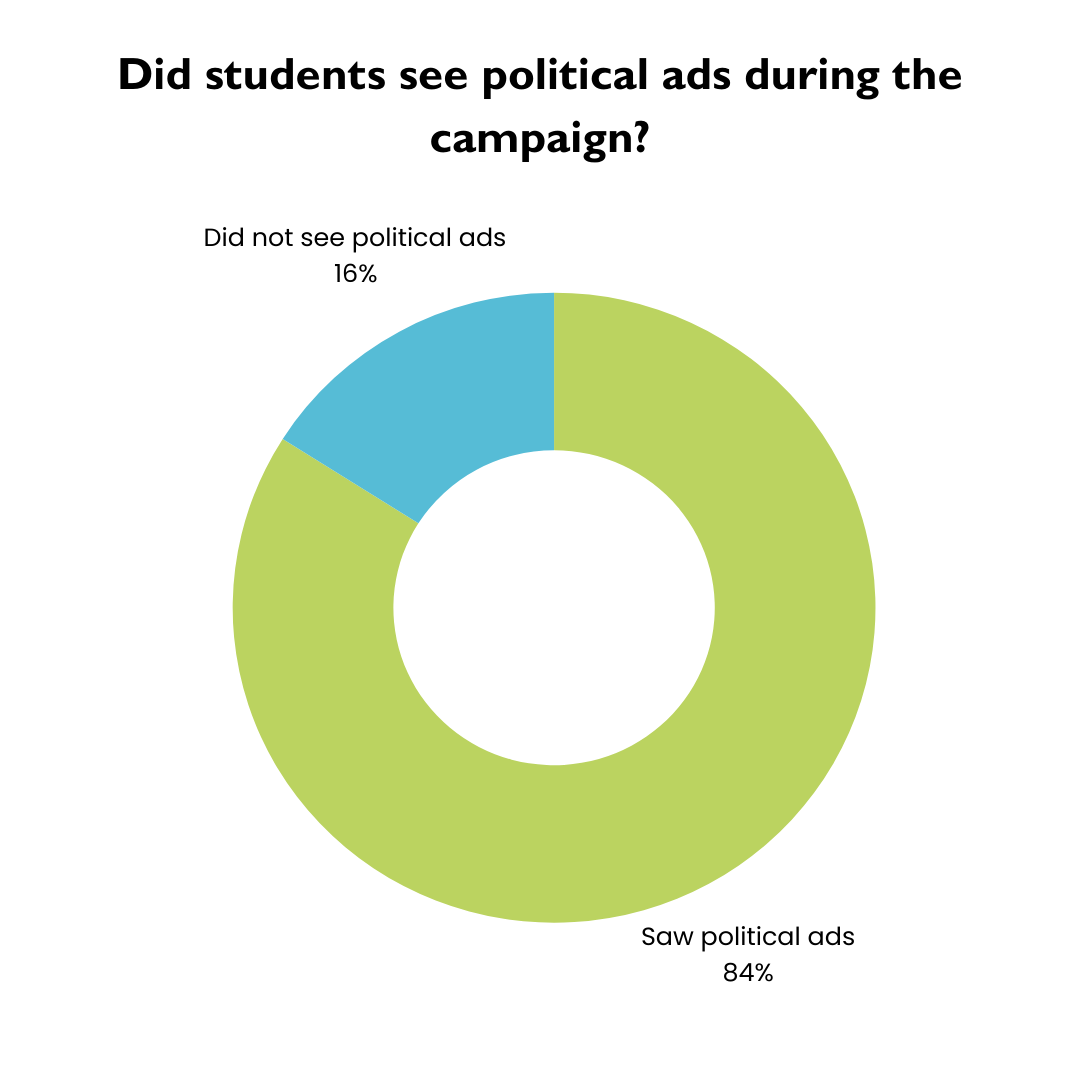 Did students see political ads during the
campaign?
Did not see political ads
16%
Saw political ads
84%